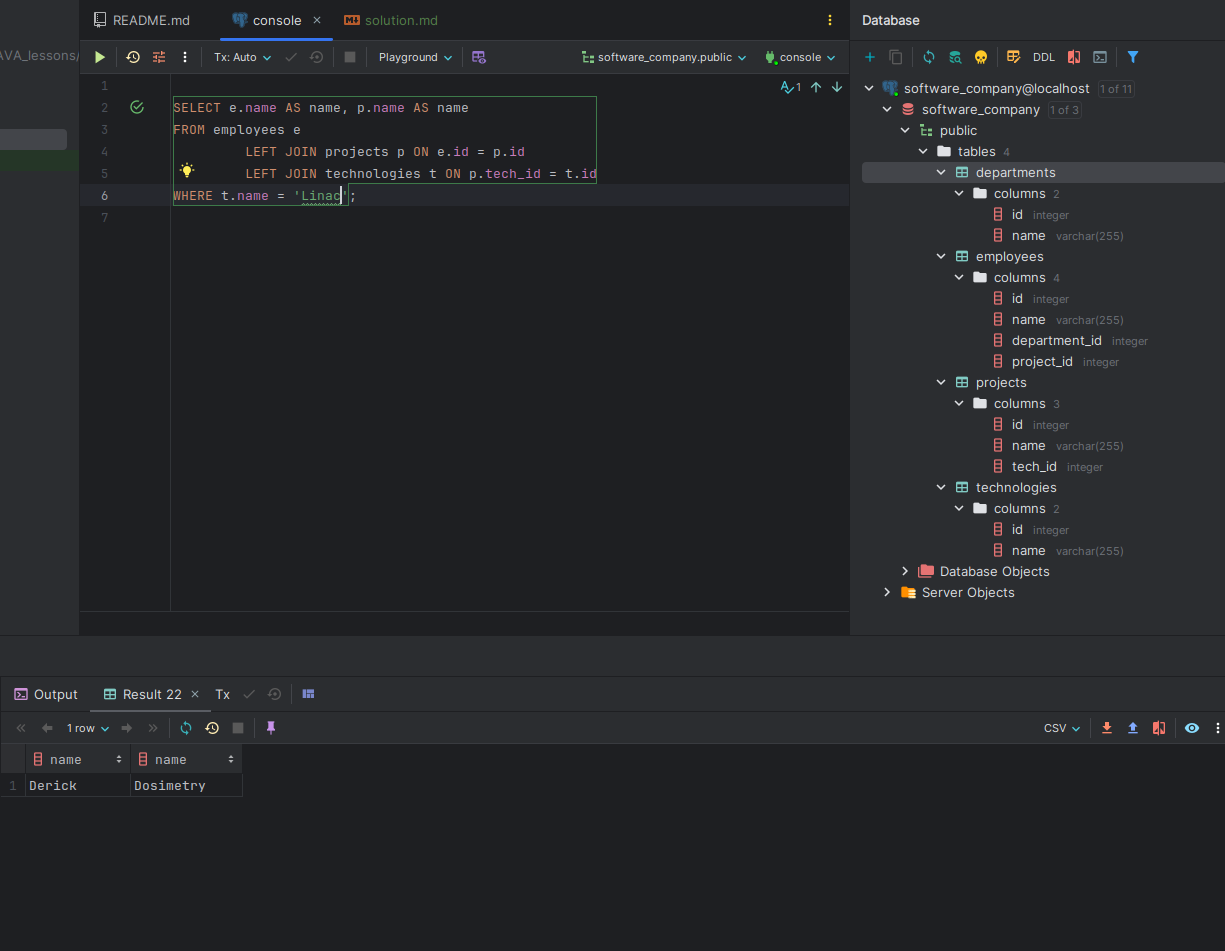 README.md
console
solution.md
Database
AVA_lessons/
Tx: Auto
Playground
software_company.public
console
DDL
1
1
2 SELECT e.name AS name, p.name AS name
3 FROM employees e
4 LEFT JOIN projects p ON e.id = p.id
5 LEFT JOIN technologies t ON p.tech_id = t.id
6 WHERE t.name = 'Linac';
7
software_company@localhost 1 of 11
software_company 1 of 3
public
tables 4
departments
columns 2
id integer
name varchar(255)
employees
columns 4
id integer
name varchar(255)
department_id integer
project_id integer
projects
columns 3
id integer
name varchar(255)
tech_id integer
technologies
columns 2
id integer
name varchar(255)
Database Objects
Server Objects
Output
Result 22
Tx
1 row
CSV
name name
1 Derick Dosimetry